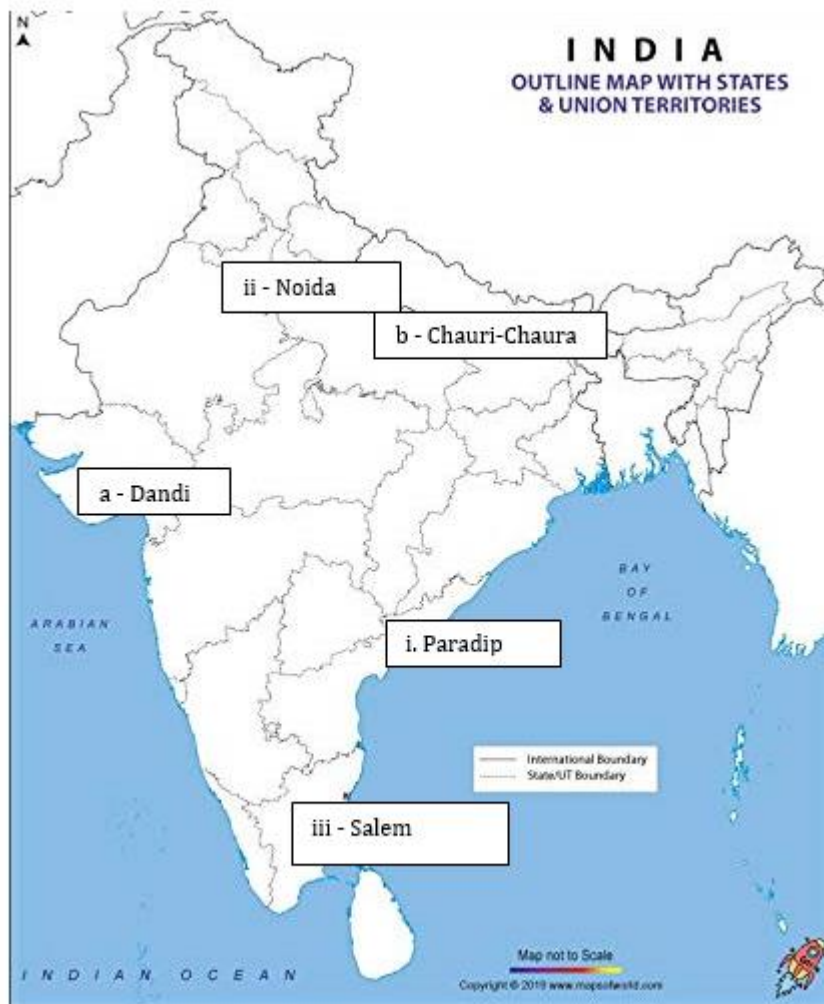 N
INDIA
OUTLINE MAP WITH STATES
& UNION TERRITORIES
ii - Noida
b - Chauri-Chaura
a - Dandi
BAY
OF
BENGAL
ARABIAN
SEA
i. Paradip
International Boundary
State/UT Boundary
iii - Salem
Map not to Scale
INDIAN OCEAN
Copyright © 2019 www.mapsofworld.com